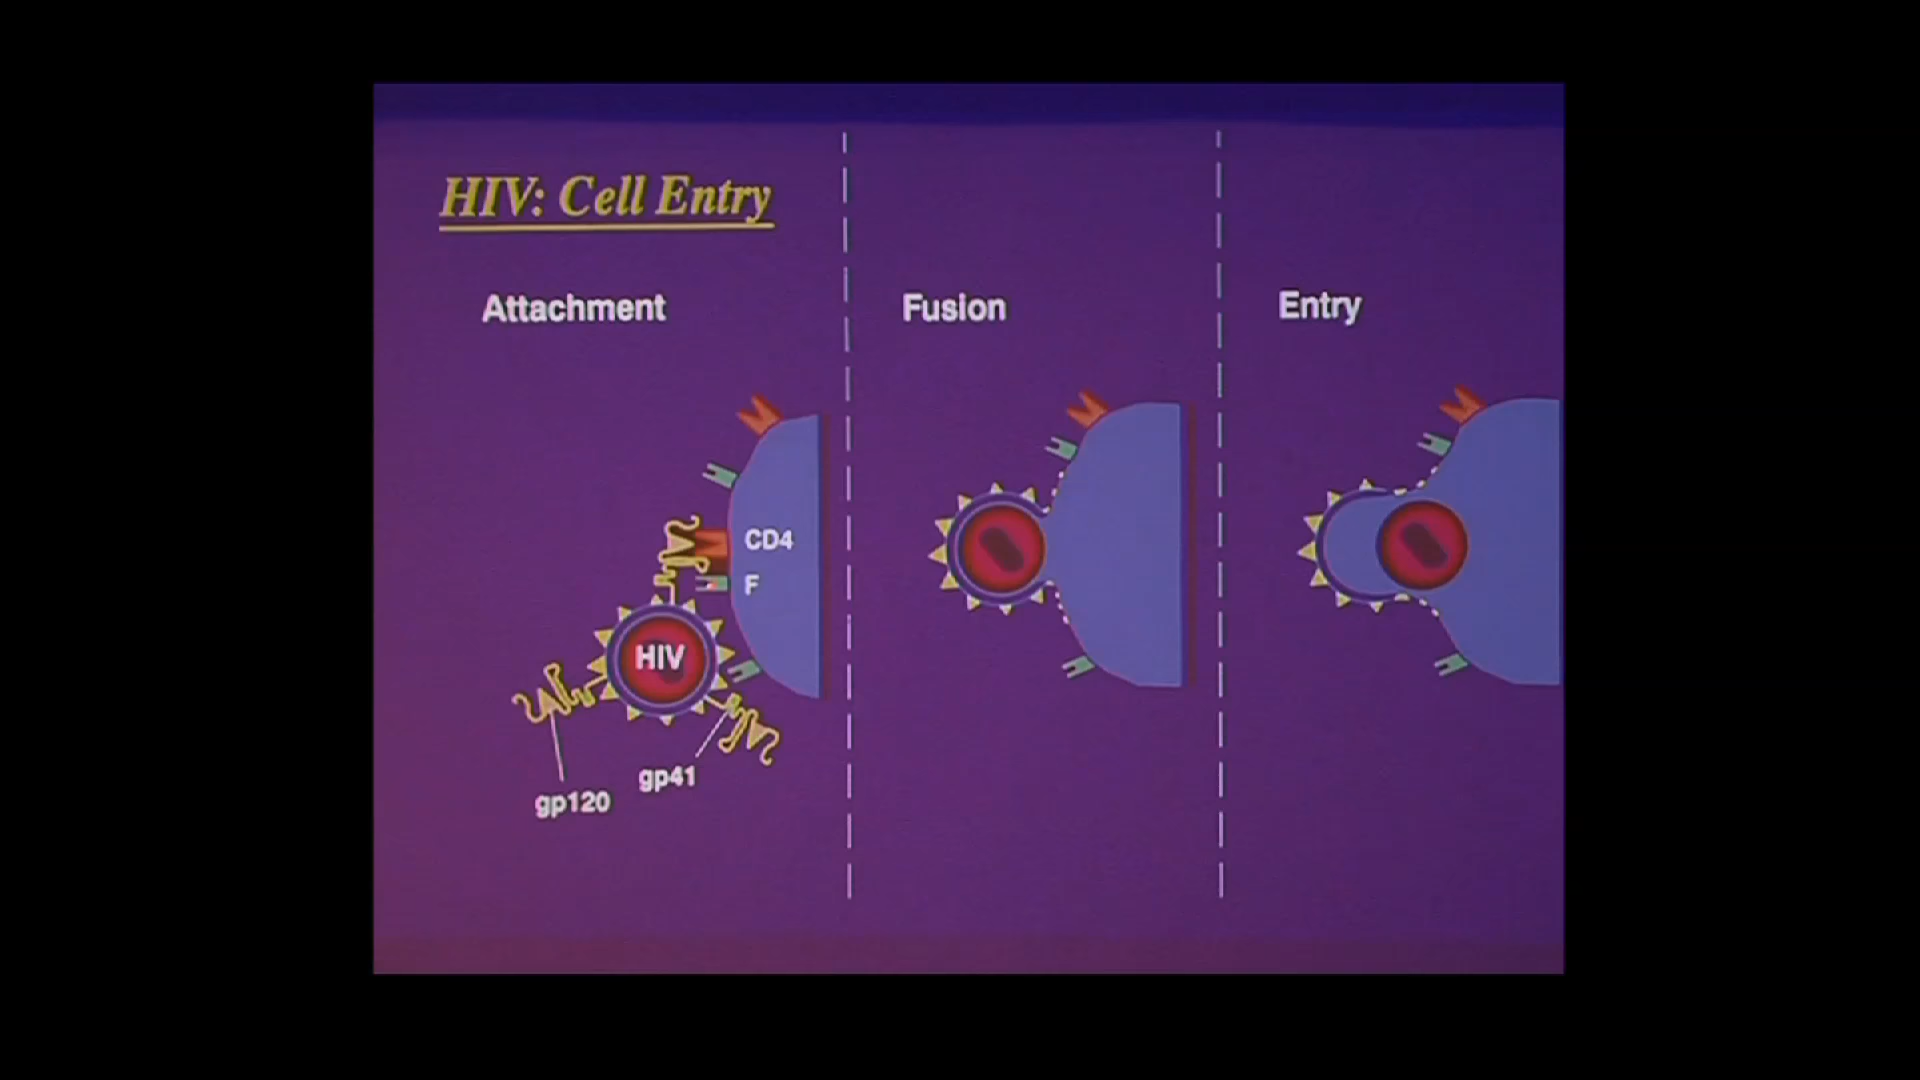 HIV: Cell Entry
Attachment
Fusion
Entry
CD4
F
HIV
gp41
gp120